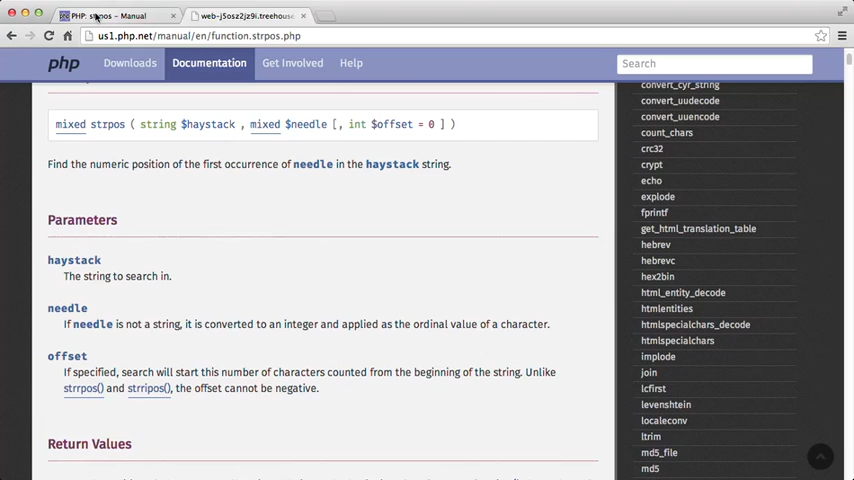 PHP: strpos - Manual
web-j5osz2jz9i.treehouse
us1.php.net/manual/en/function.strpos.php
php
Downloads
Documentation
Get Involved
Help
Search
mixed strpos ( string $haystack , mixed $needle [, int $offset = 0 ] )
Find the numeric position of the first occurrence of needle in the haystack string.
Parameters
haystack
The string to search in.
needle
If needle is not a string, it is converted to an integer and applied as the ordinal value of a character.
offset
If specified, search will start this number of characters counted from the beginning of the string. Unlike
strrpos() and strripos(), the offset cannot be negative.
Return Values
convert_cyr_string
convert_uudecode
convert_uuencode
count_chars
crc32
crypt
echo
explode
fprintf
get_html_translation_table
hebrev
hebrevc
hex2bin
html_entity_decode
htmlentities
htmlspecialchars_decode
htmlspecialchars
implode
join
lcfirst
levenshtein
localeconv
ltrim
md5_file
md5